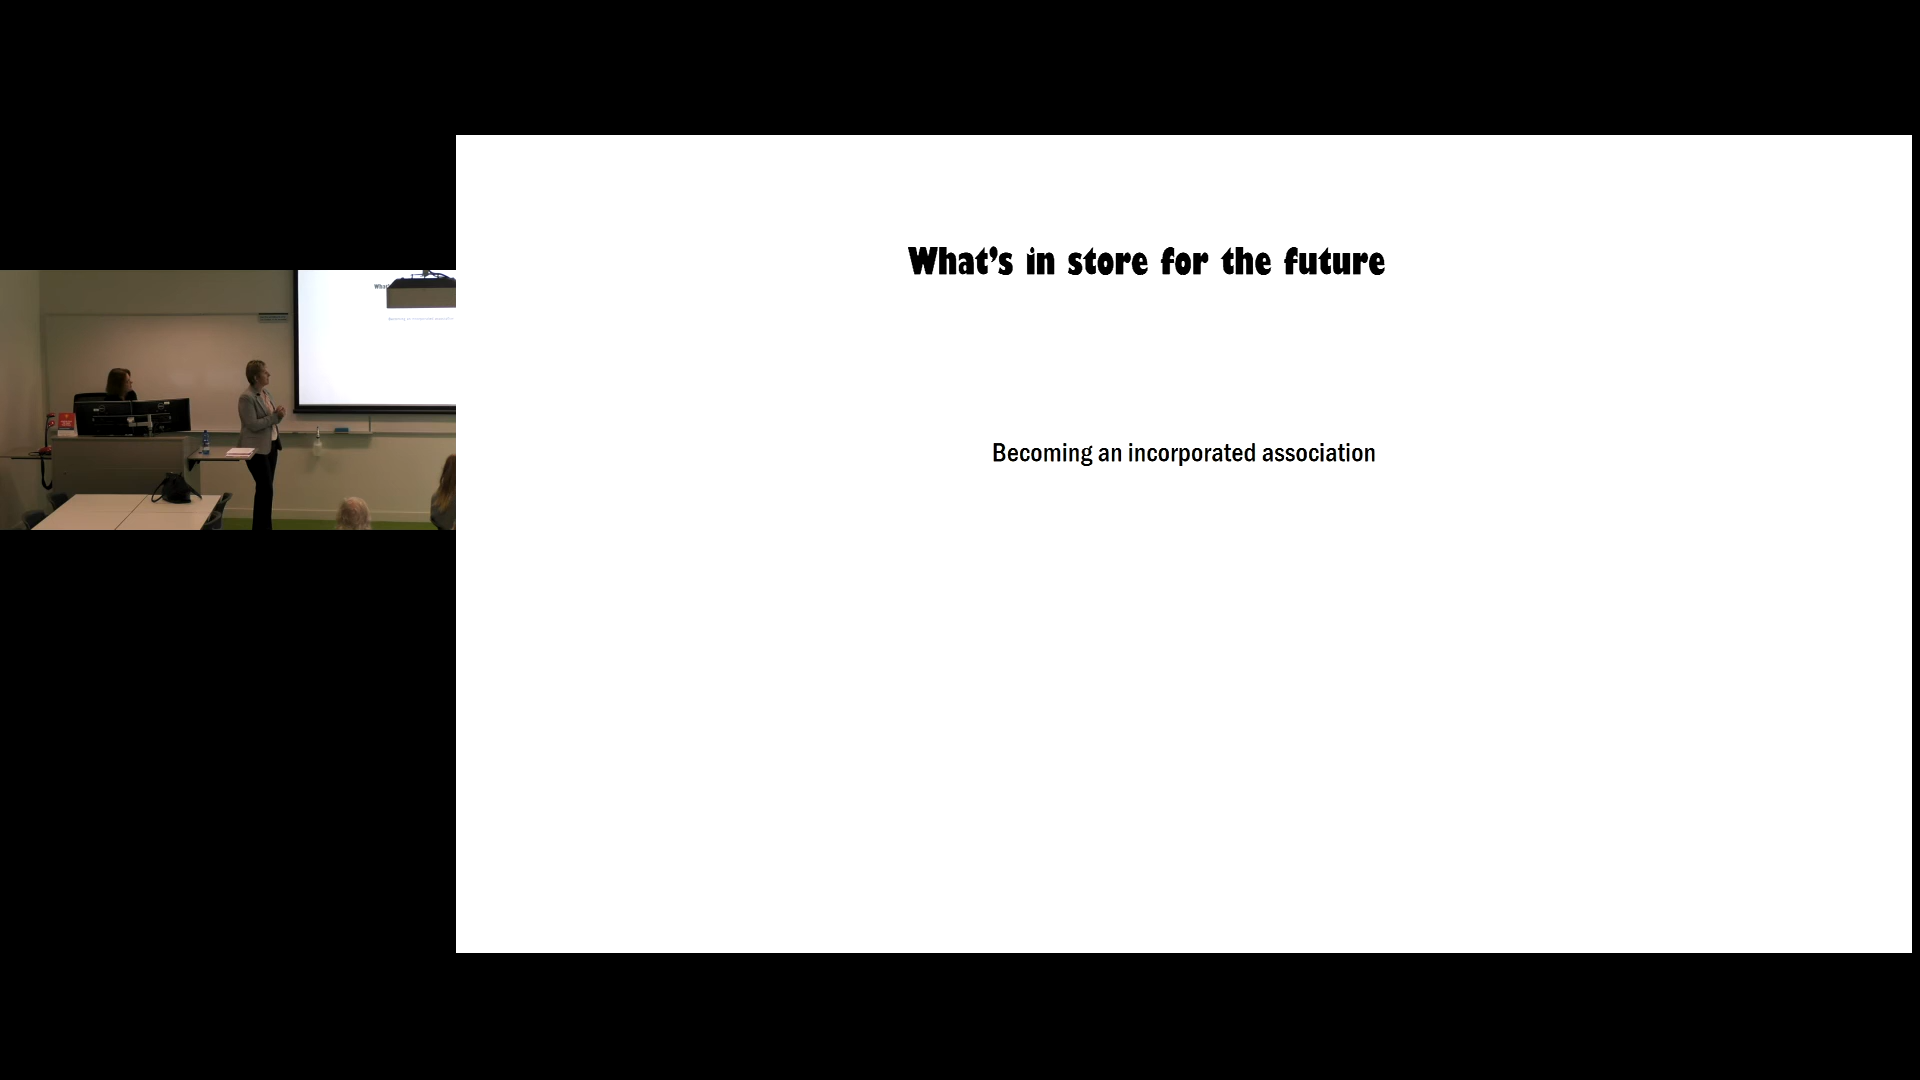 What's in store for the future
Becoming an incorporated association